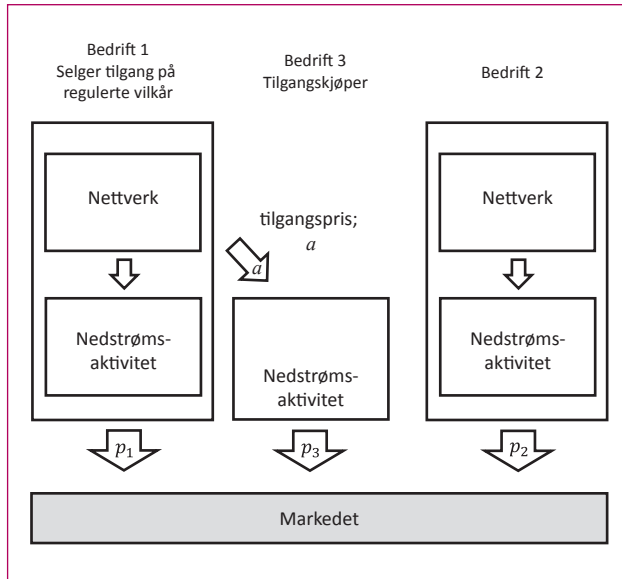 Bedrift 1
Selger tilgang på
regulerte vilkår
Bedrift 3
Tilgangskjøper
Bedrift 2
Nettverk
tilgangspris;
a
a
Nettverk
Nedstrøms-
aktivitet
Nedstrøms-
aktivitet
Nedstrøms-
aktivitet
p₁
p₃
p₂
Markedet